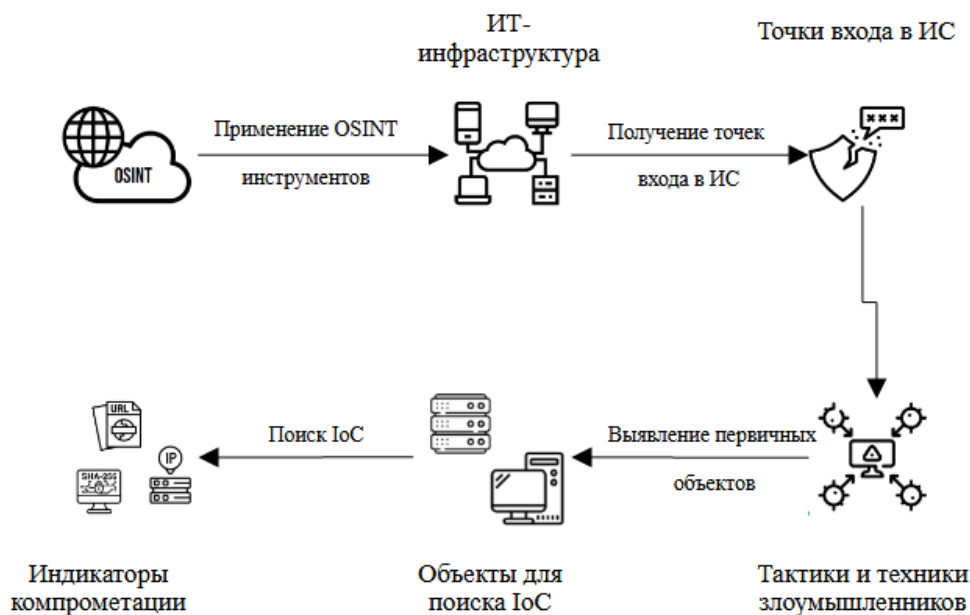 ИТ-
инфраструктура
Точки входа в ИС
OSINT
Применение OSINT
инструментов
Получение точек
входа в ИС
×××
URL
IP
SHA-256
Поиск IoC
Выявление первичных
объектов
Индикаторы
компрометации
Объекты для
поиска IoC
Тактики и техники
злоумышленников